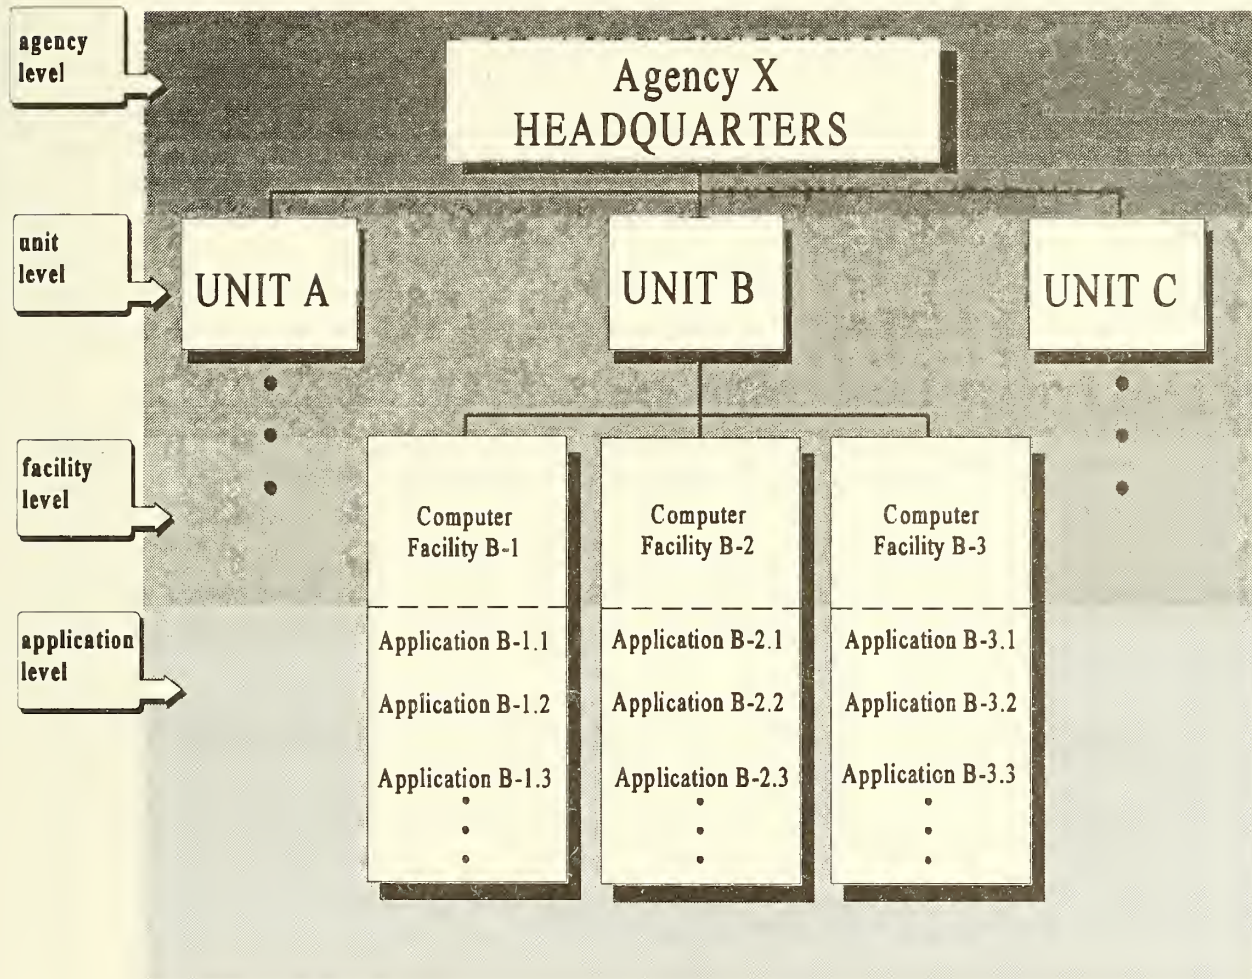 agency
level
Agency X
HEADQUARTERS
unit
level
UNIT A
UNIT B
UNIT C
facility
level
Computer
Facility B-1
Computer
Facility B-2
Computer
Facility B-3
application
level
Application B-1.1
Application B-1.2
Application B-1.3
Application B-2.1
Application B-2.2
Application B-2.3
Application B-3.1
Application B-3.2
Application B-3.3